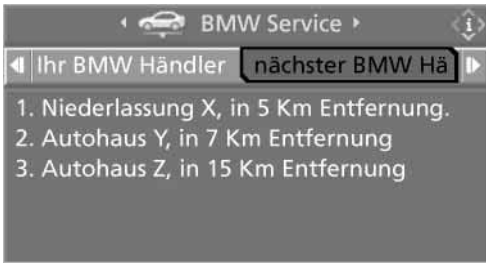 BMW Service
Ihr BMW Händler nächster BMW Hä
1. Niederlassung X, in 5 Km Entfernung.
2. Autohaus Y, in 7 Km Entfernung
3. Autohaus Z, in 15 Km Entfernung